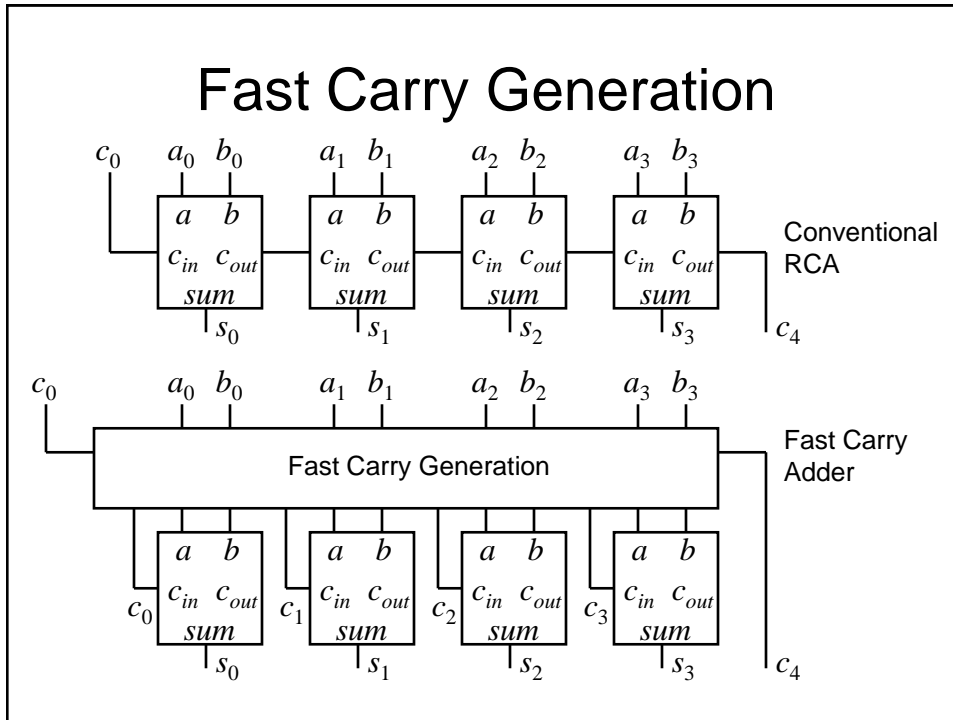 Fast Carry Generation
c0 a0 b0 a1 b1 a2 b2 a3 b3
a b a b a b a b
Conventional
RCA
cin cout cin cout cin cout cin cout
sum sum sum sum
s0 s1 s2 s3 c4
c0 a0 b0 a1 b1 a2 b2 a3 b3
Fast Carry Generation
Fast Carry
Adder
a b a b a b a b
c0 cin cout c1 cin cout c2 cin cout c3 cin cout
sum sum sum sum
s0 s1 s2 s3 c4